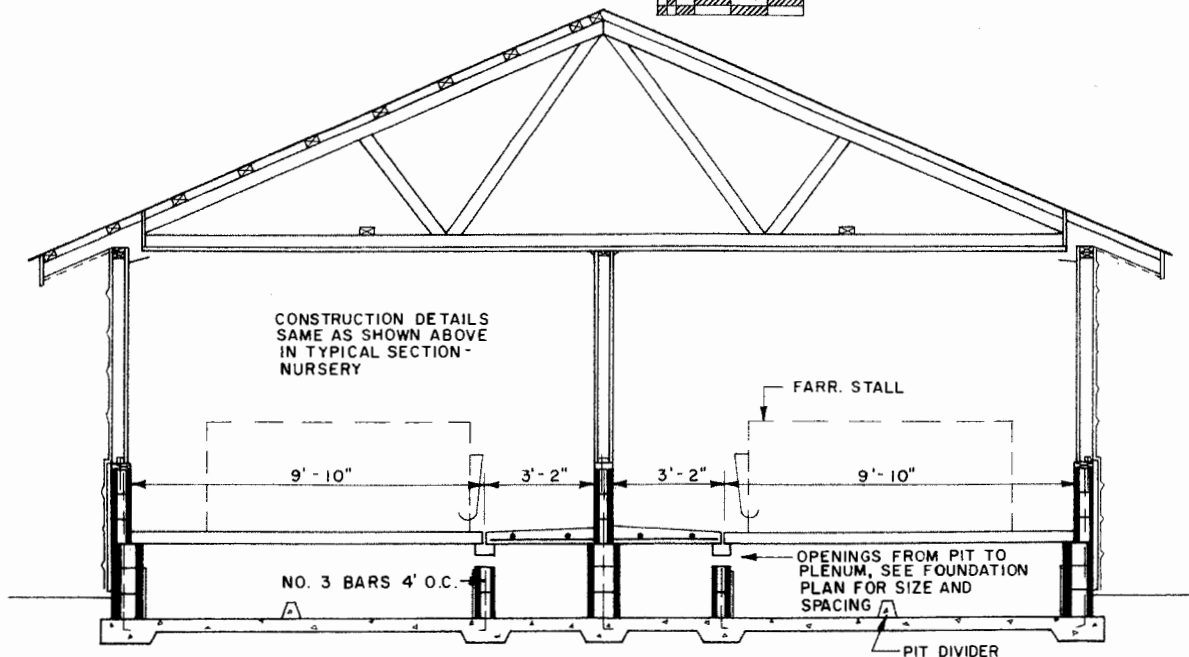 CONSTRUCTION DETAILS
SAME AS SHOWN ABOVE
IN TYPICAL SECTION-
NURSERY
FARR. STALL
9'-10" 3'-2" 3'-2" 9'-10"
NO. 3 BARS 4' O.C.
OPENINGS FROM PIT TO
PLENUM, SEE FOUNDATION
PLAN FOR SIZE AND
SPACING
PIT DIVIDER